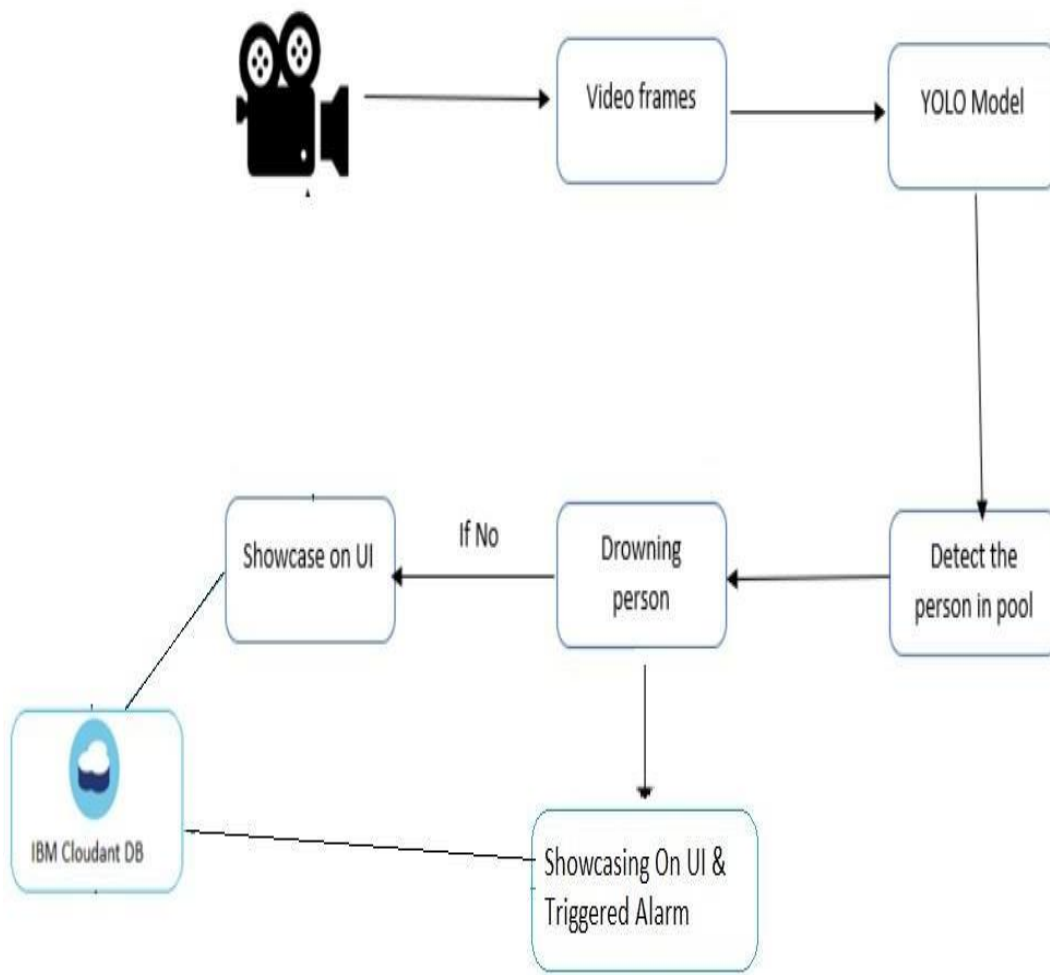 Video frames
YOLO Model
Showcase on UI
If No
Drowning
person
Detect the
person in pool
IBM Cloudant DB
Showcasing On UI &
Triggered Alarm